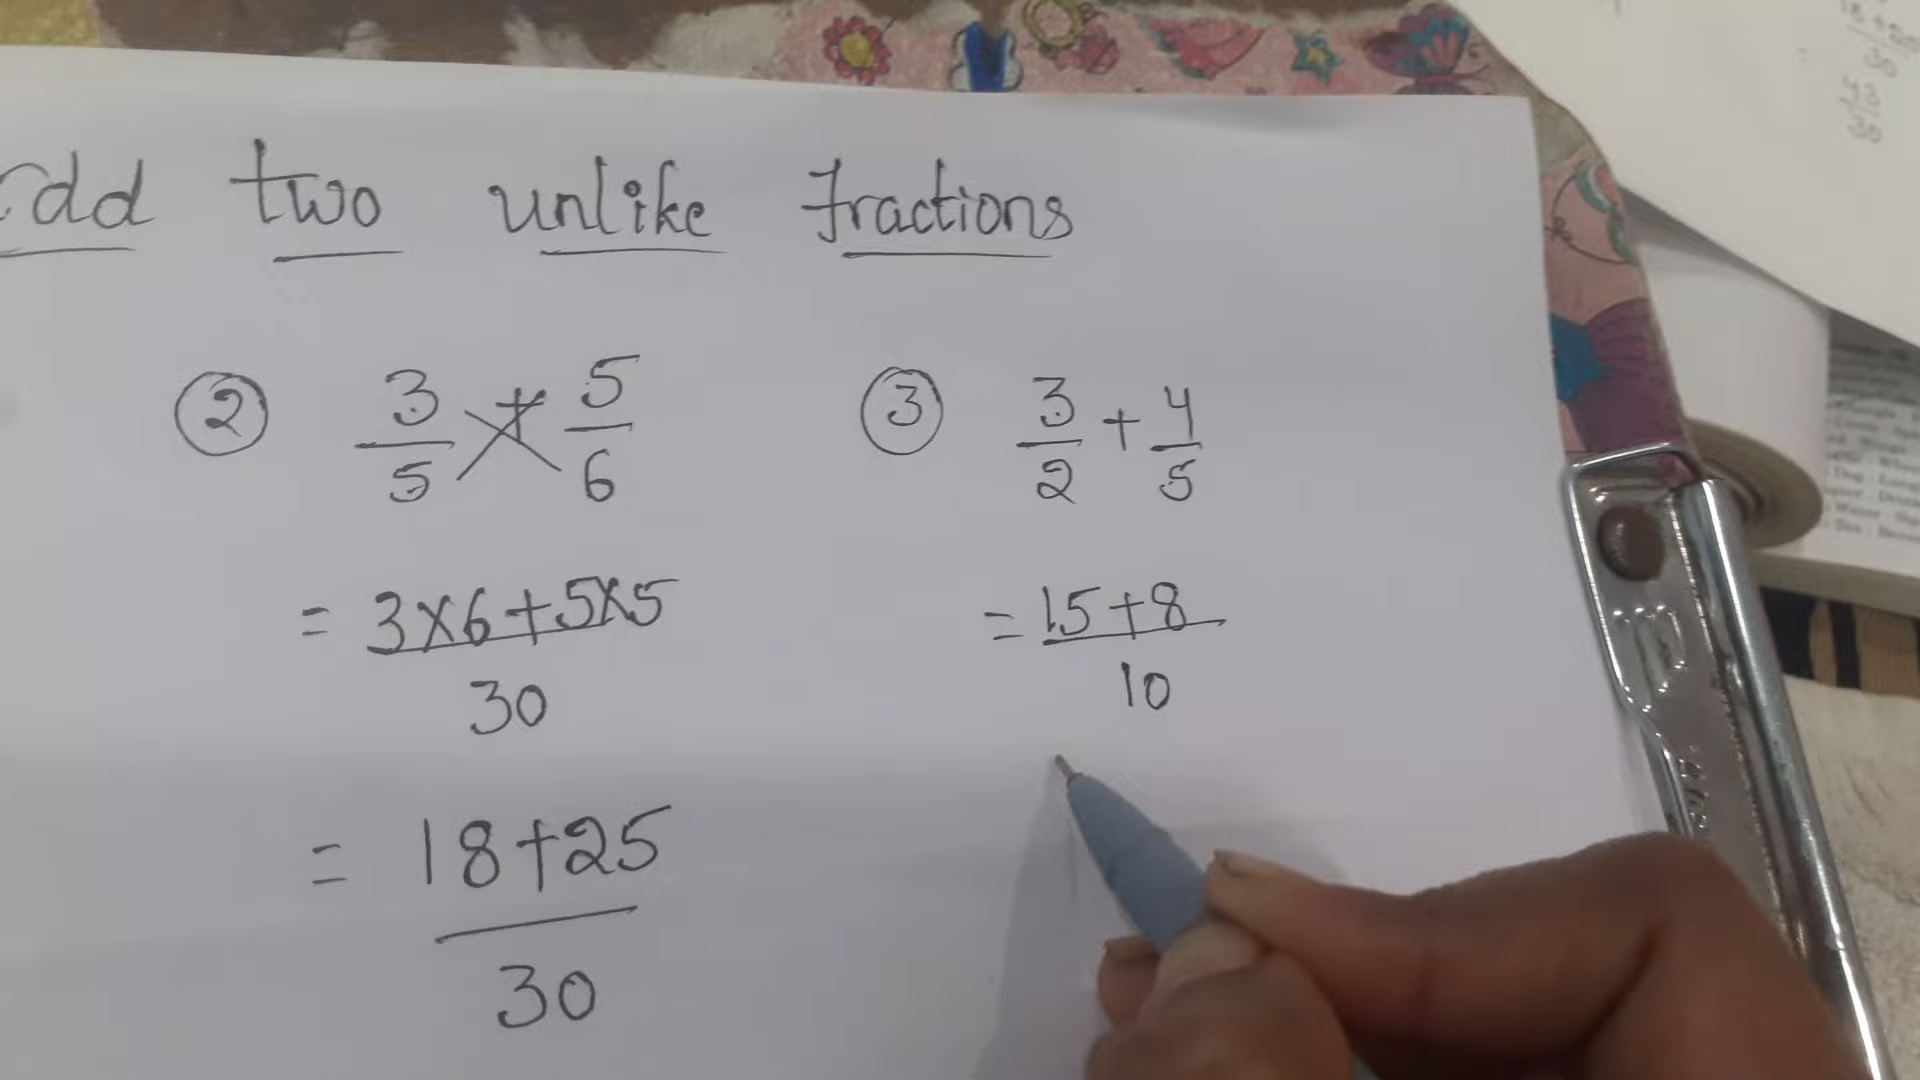 add two unlike fractions
② 3/5 + 5/6
= 3×6+5×5/30
= 18+25/30
③ 3/2 + 4/5
= 15+8/10